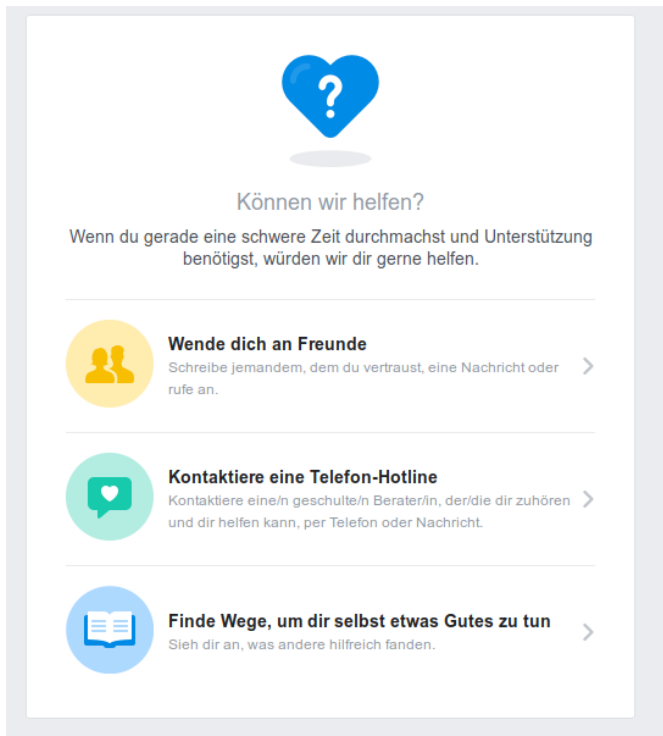 ?
Können wir helfen?
Wenn du gerade eine schwere Zeit durchmachst und Unterstützung
benötigst, würden wir dir gerne helfen.
Wende dich an Freunde
Schreibe jemandem, dem du vertraust, eine Nachricht oder
rufe an.
Kontaktiere eine Telefon-Hotline
Kontaktiere eine/n geschulte/n Berater/in, der/die dir zuhören
und dir helfen kann, per Telefon oder Nachricht.
Finde Wege, um dir selbst etwas Gutes zu tun
Sieh dir an, was andere hilfreich fanden.